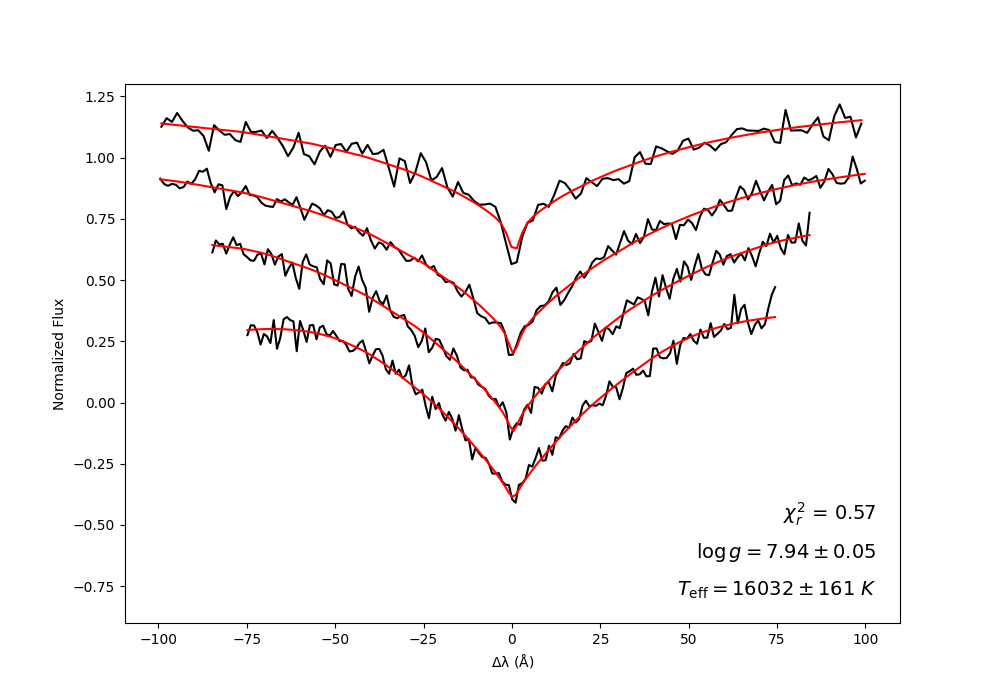 1.25
1.00
0.75
0.50
0.25
0.00
−0.25
−0.50
−0.75
Normalized Flux
χ²ᵣ = 0.57
log g = 7.94 ± 0.05
T_eff = 16032 ± 161 K
−100 −75 −50 −25 0 25 50 75 100
Δλ (Å)